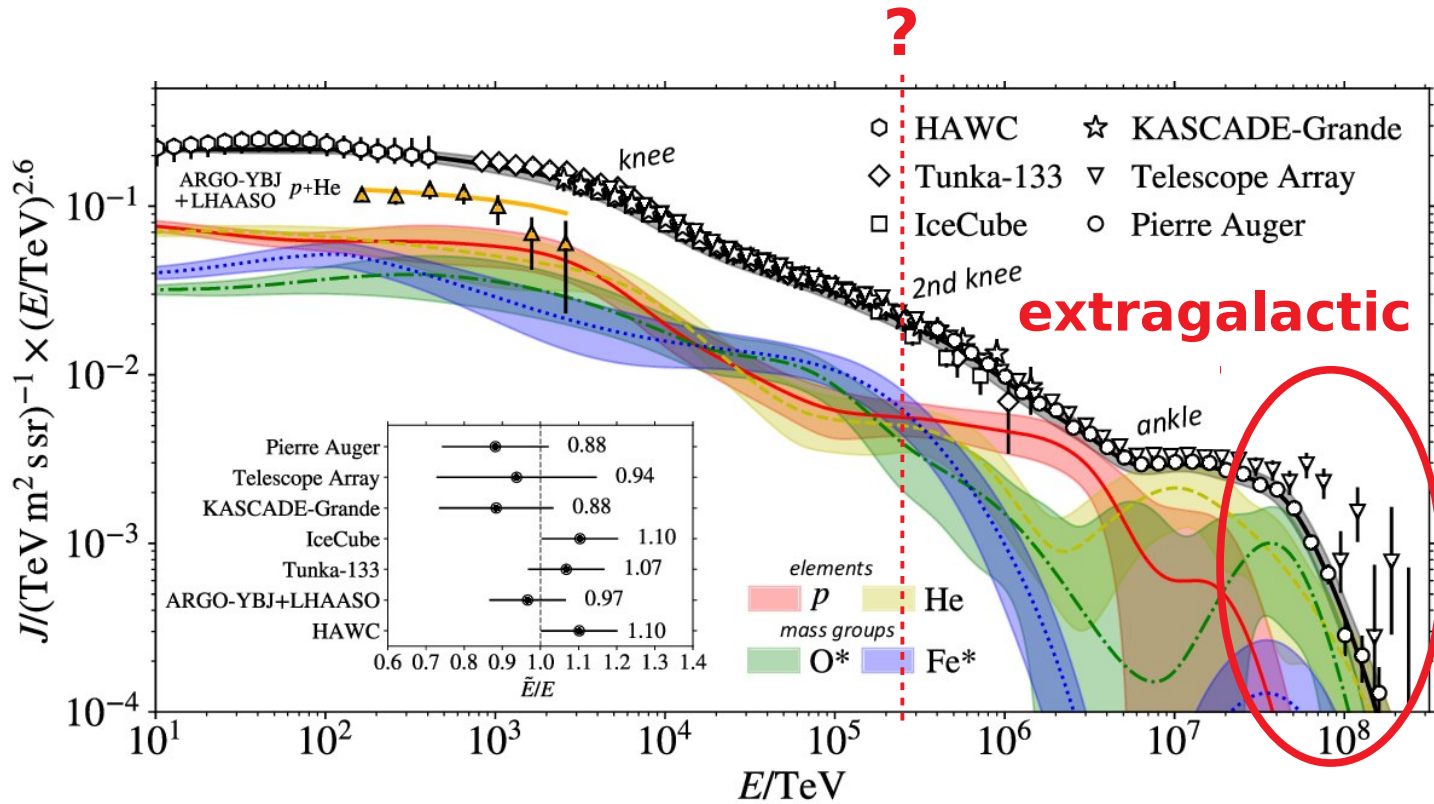 ?
HAWC
KASCADE-Grande
Tunka-133
Telescope Array
IceCube
Pierre Auger
knee
ARGO-YBJ
+LHAASO
p+He
2nd knee
extragalactic
ankle
Pierre Auger 0.88
Telescope Array 0.94
KASCADE-Grande 0.88
IceCube 1.10
Tunka-133 1.07
ARGO-YBJ+LHAASO 0.97
HAWC 1.10
0.6 0.7 0.8 0.9 1.0 1.1 1.2 1.3 1.4
Ẽ/E
elements
p He
mass groups
O* Fe*
J/(TeV m² s sr)⁻¹ × (E/TeV)²·⁶
10⁻¹
10⁻²
10⁻³
10⁻⁴
10¹ 10² 10³ 10⁴ 10⁵ 10⁶ 10⁷ 10⁸
E/TeV